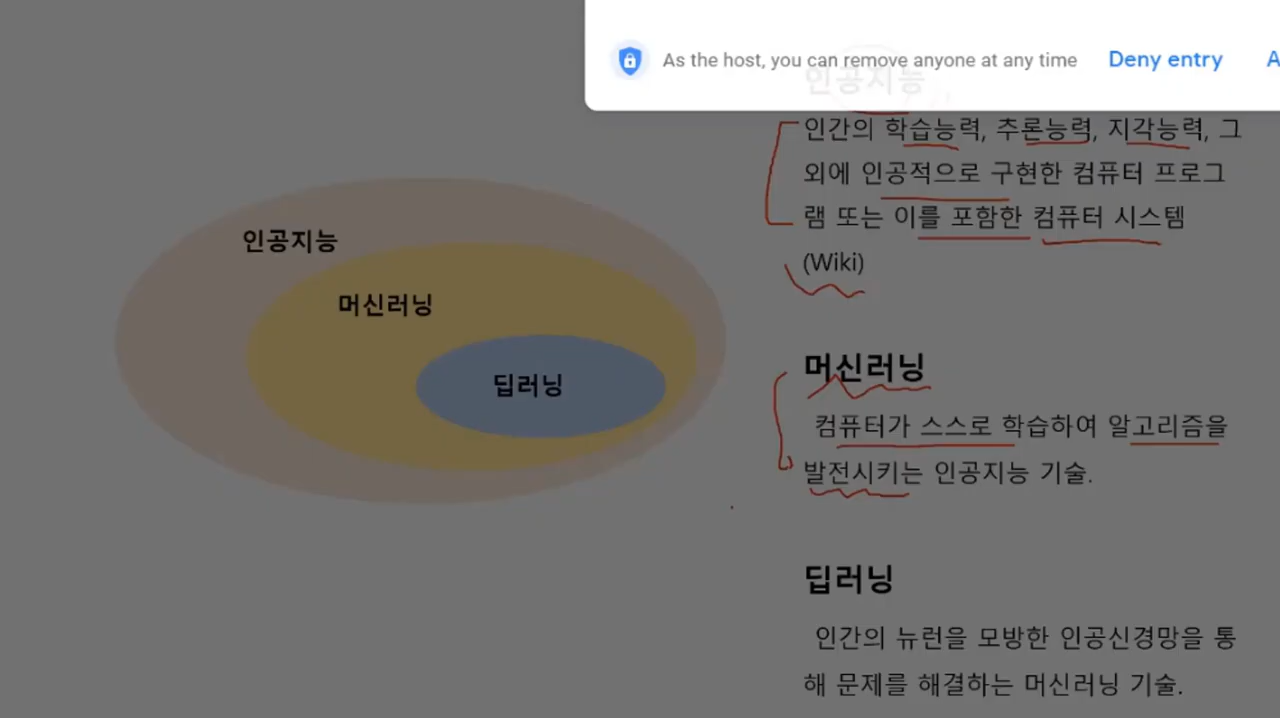 As the host, you can remove anyone at any time Deny entry
인공지능
인간의 학습능력, 추론능력, 지각능력, 그
외에 인공적으로 구현한 컴퓨터 프로그
램 또는 이를 포함한 컴퓨터 시스템
(Wiki)
인공지능
머신러닝
딥러닝
머신러닝
컴퓨터가 스스로 학습하여 알고리즘을
발전시키는 인공지능 기술.
딥러닝
인간의 뉴런을 모방한 인공신경망을 통
해 문제를 해결하는 머신러닝 기술.